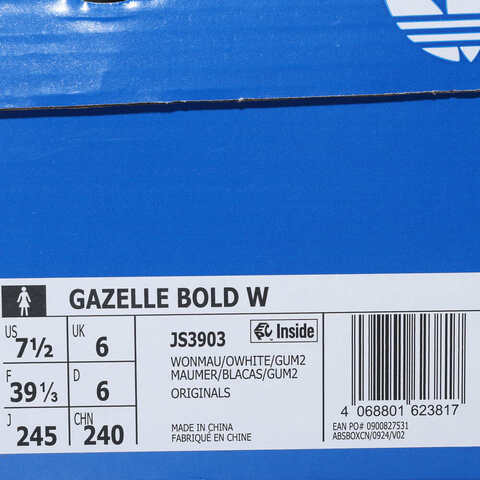 GAZELLE BOLD W
US 7½ UK 6
F 39⅓ D 6
J 245 CHN 240
JS3903
Inside
WONMAU/OWHITE/GUM2
MAUMER/BLACAS/GUM2
ORIGINALS
MADE IN CHINA
FABRIQUÉ EN CHINE
4 068801 623817
EAN PO# 0900827531
ABSBOXCN/0924/V02